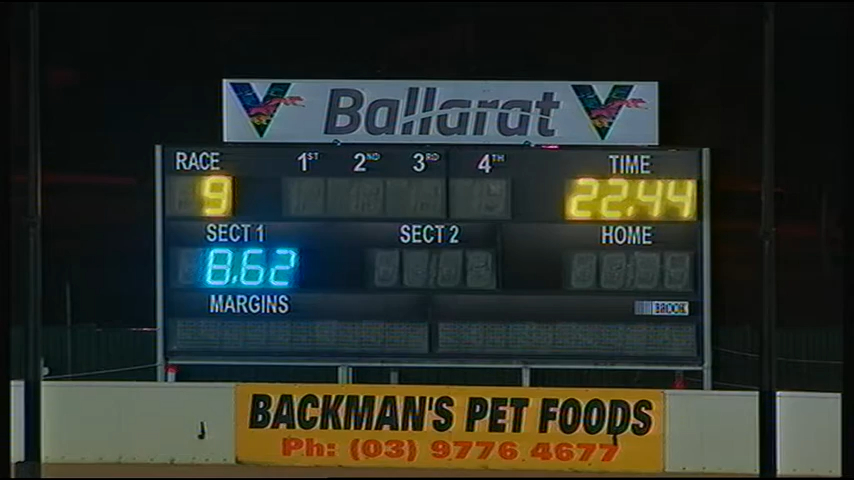 Ballarat
RACE 1ST 2ND 3RD 4TH TIME
9 22.44
SECT 1 SECT 2 HOME
8.62
MARGINS BROOK
BACKMAN'S PET FOODS
Ph: (03) 9776 4677